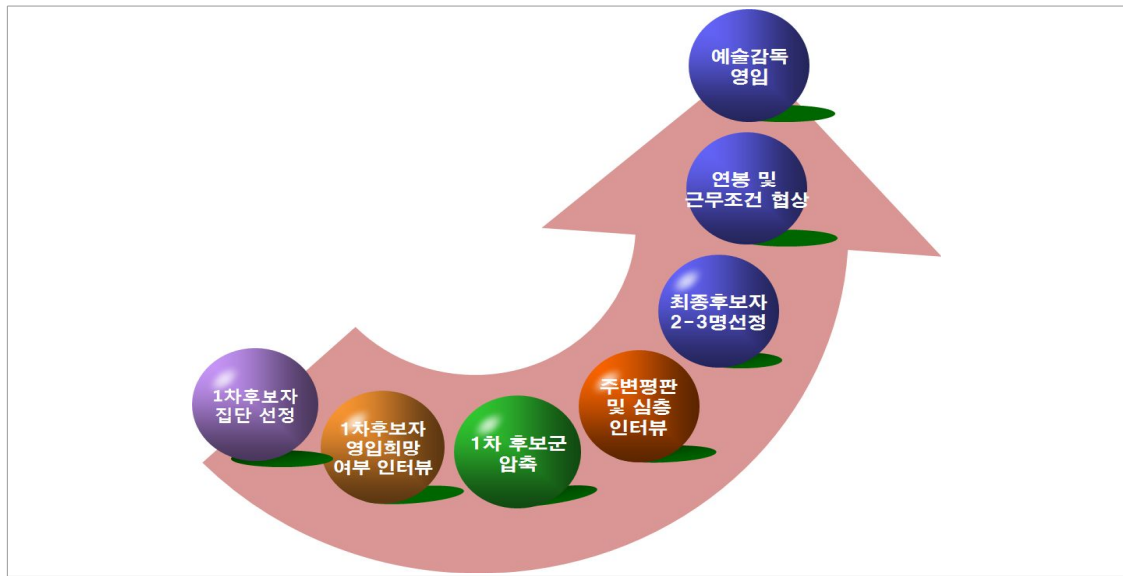 1차후보자
집단 선정
1차후보자
영입희망
여부 인터뷰
1차 후보군
압축
주변평판
및 심층
인터뷰
최종후보자
2-3명선정
연봉 및
근무조건 협상
예술감독
영입